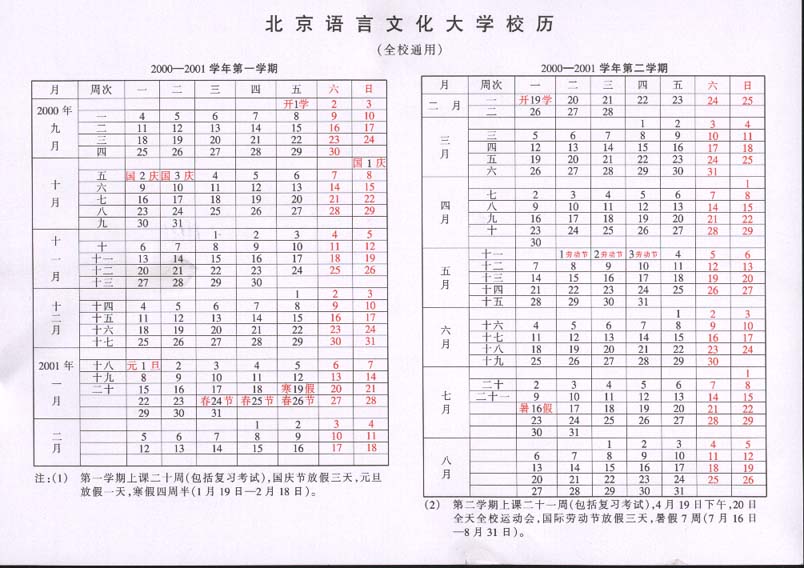 北京语言文化大学校历
(全校通用)
2000—2001 学年第一学期
月 周次 一 二 三 四 五 六 日
2000 年 九 月
开1学 2 3
一 4 5 6 7 8 9 10
二 11 12 13 14 15 16 17
三 18 19 20 21 22 23 24
四 25 26 27 28 29 30
十 月
国 1 庆
五 国 2 庆 国 3 庆 4 5 6 7 8
六 9 10 11 12 13 14 15
七 16 17 18 19 20 21 22
八 23 24 25 26 27 28 29
九 30 31
十 一 月
1 2 3 4 5
十 6 7 8 9 10 11 12
十一 13 14 15 16 17 18 19
十二 20 21 22 23 24 25 26
十三 27 28 29 30
十 二 月
1 2 3
十四 4 5 6 7 8 9 10
十五 11 12 13 14 15 16 17
十六 18 19 20 21 22 23 24
十七 25 26 27 28 29 30 31
2001 年 一 月
十八 元 1 旦 2 3 4 5 6 7
十九 8 9 10 11 12 13 14
二十 15 16 17 18 寒19假 20 21
22 23 春24节 春25节 春26节 27 28
29 30 31
二 月
1 2 3 4
5 6 7 8 9 10 11
12 13 14 15 16 17 18
注:(1) 第一学期上课二十周(包括复习考试),国庆节放假三天,元旦
放假一天,寒假四周半(1 月 19 日—2 月 18 日)。
2000—2001 学年第二学期
月 周次 一 二 三 四 五 六 日
二 月
一 开19学 20 21 22 23 24 25
二 26 27 28
三 月
1 2 3 4
三 5 6 7 8 9 10 11
四 12 13 14 15 16 17 18
五 19 20 21 22 23 24 25
六 26 27 28 29 30 31
四 月
1
七 2 3 4 5 6 7 8
八 9 10 11 12 13 14 15
九 16 17 18 19 20 21 22
十 23 24 25 26 27 28 29
30
五 月
十一 1劳动节 2劳动节 3劳动节 4 5 6
十二 7 8 9 10 11 12 13
十三 14 15 16 17 18 19 20
十四 21 22 23 24 25 26 27
十五 28 29 30 31
六 月
1 2 3
十六 4 5 6 7 8 9 10
十七 11 12 13 14 15 16 17
十八 18 19 20 21 22 23 24
十九 25 26 27 28 29 30
七 月
1
二十 2 3 4 5 6 7 8
二十一 9 10 11 12 13 14 15
暑16假 17 18 19 20 21 22
23 24 25 26 27 28 29
30 31
八 月
1 2 3 4 5
6 7 8 9 10 11 12
13 14 15 16 17 18 19
20 21 22 23 24 25 26
27 28 29 30 31
(2) 第二学期上课二十一周(包括复习考试),4 月 19 日下午,20 日
全天全校运动会,国际劳动节放假三天,暑假 7 周(7 月 16 日
—8 月 31 日)。